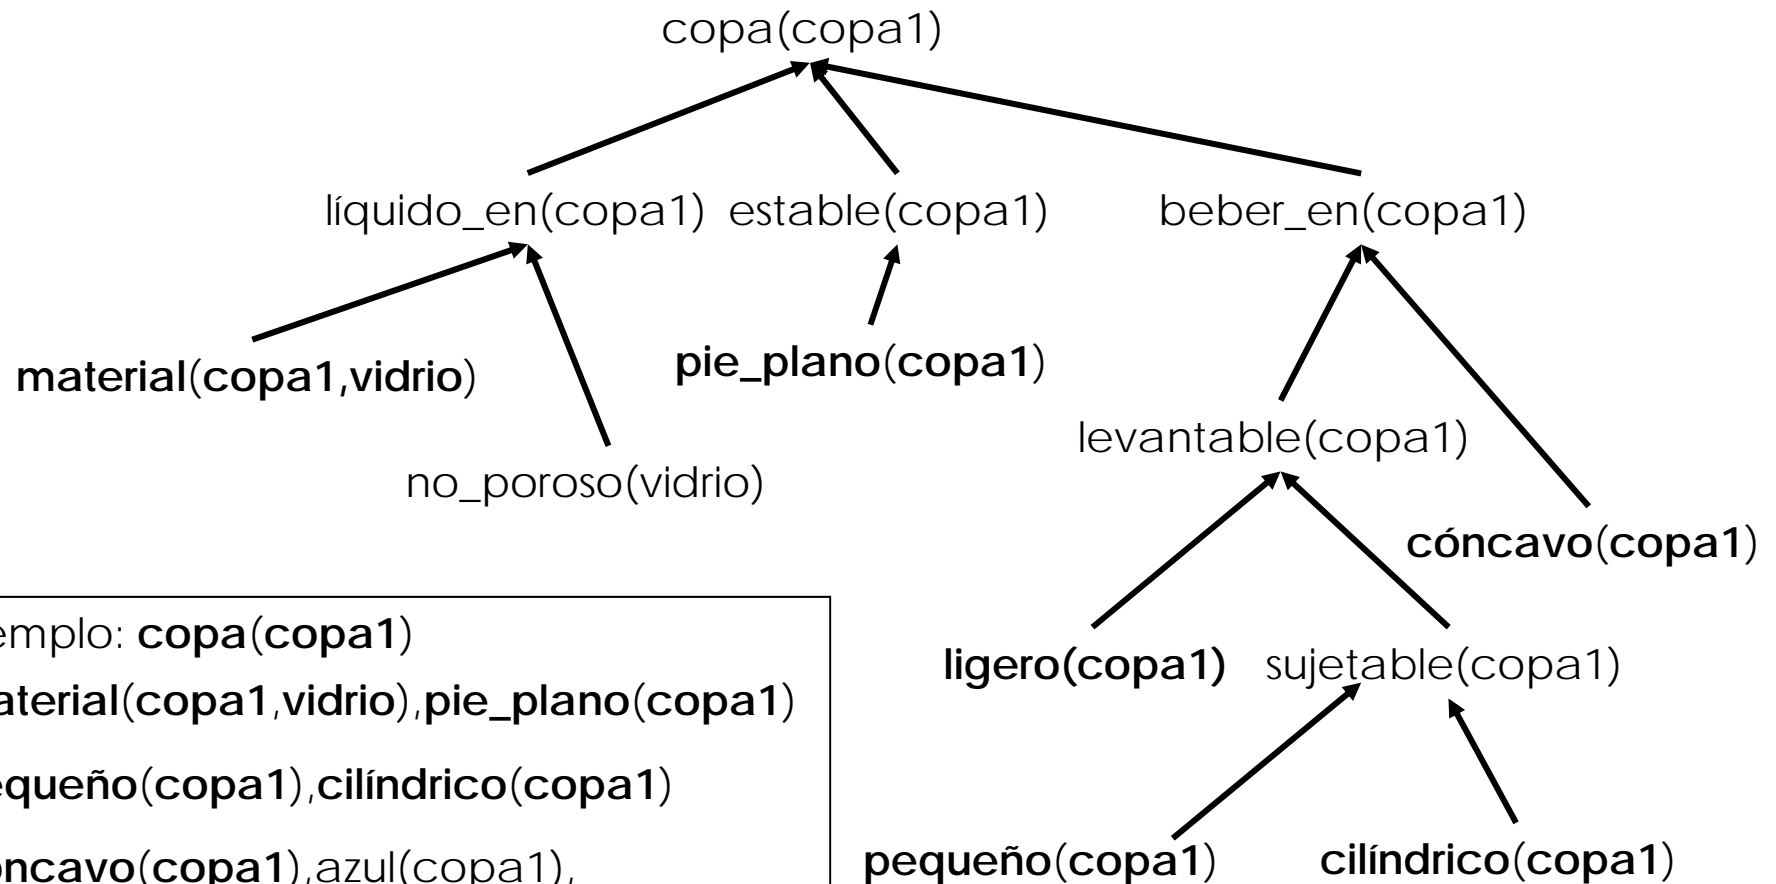 copa(copa1)
líquido_en(copa1) estable(copa1) beber_en(copa1)
material(copa1,vidrio)
pie_plano(copa1)
levantable(copa1)
no_poroso(vidrio)
cóncavo(copa1)
ligero(copa1) sujetable(copa1)
pequeño(copa1) cilíndrico(copa1)
emplo: copa(copa1)
aterial(copa1,vidrio),pie_plano(copa1)
equeño(copa1),cilíndrico(copa1)
óncavo(copa1),azul(copa1),